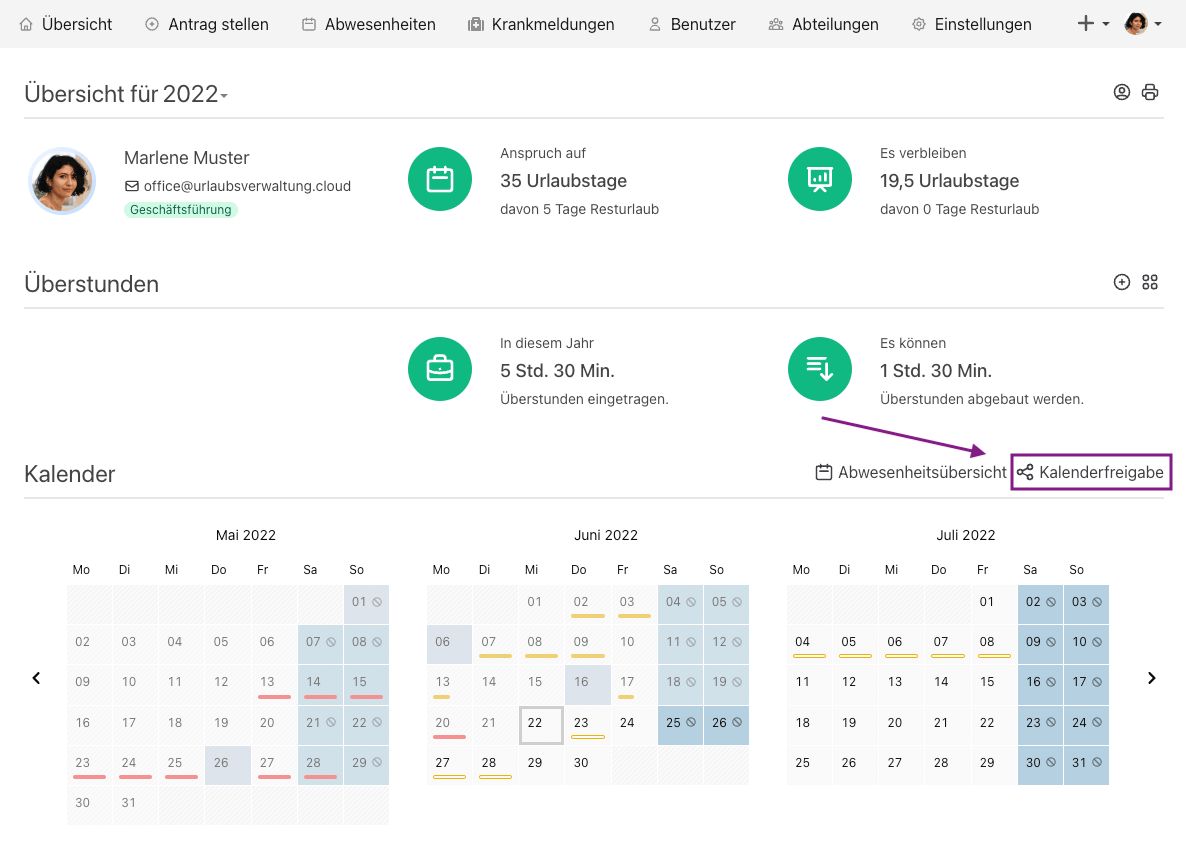 Übersicht Antrag stellen Abwesenheiten Krankmeldungen Benutzer Abteilungen Einstellungen
Übersicht für 2022
Marlene Muster
office@urlaubsverwaltung.cloud
Geschäftsführung
Anspruch auf
35 Urlaubstage
davon 5 Tage Resturlaub
Es verbleiben
19,5 Urlaubstage
davon 0 Tage Resturlaub
Überstunden
In diesem Jahr
5 Std. 30 Min.
Überstunden eingetragen.
Es können
1 Std. 30 Min.
Überstunden abgebaut werden.
Kalender
Abwesenheitsübersicht Kalenderfreigabe
Mai 2022
Mo Di Mi Do Fr Sa So
01
02 03 04 05 06 07 08
09 10 11 12 13 14 15
16 17 18 19 20 21 22
23 24 25 26 27 28 29
30 31
Juni 2022
Mo Di Mi Do Fr Sa So
01 02 03 04 05
06 07 08 09 10 11 12
13 14 15 16 17 18 19
20 21 22 23 24 25 26
27 28 29 30
Juli 2022
Mo Di Mi Do Fr Sa So
01 02 03
04 05 06 07 08 09 10
11 12 13 14 15 16 17
18 19 20 21 22 23 24
25 26 27 28 29 30 31